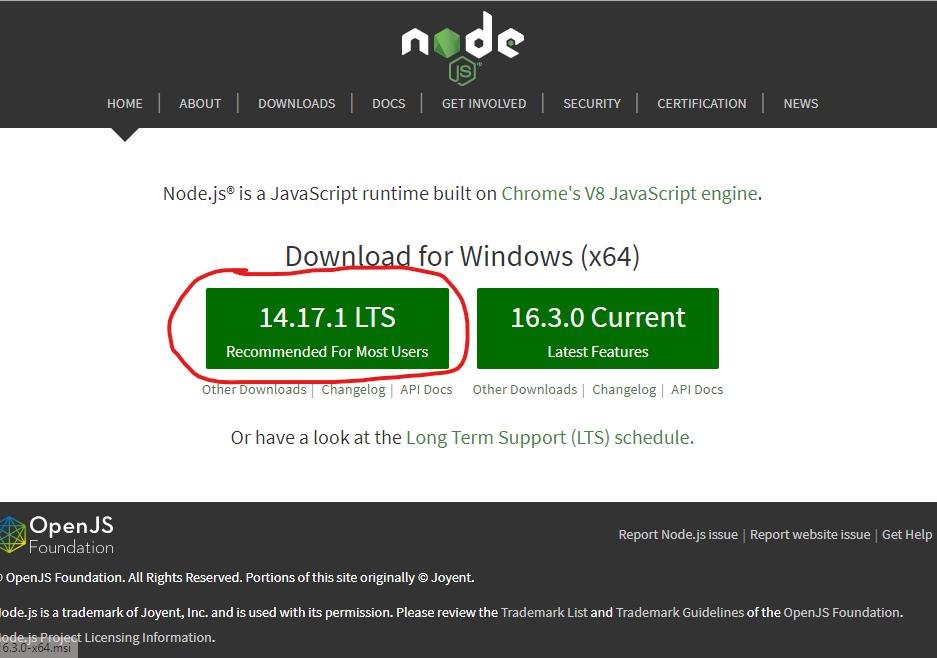 node
JS®
HOME | ABOUT | DOWNLOADS | DOCS | GET INVOLVED | SECURITY | CERTIFICATION | NEWS
Node.js® is a JavaScript runtime built on Chrome's V8 JavaScript engine.
Download for Windows (x64)
14.17.1 LTS
Recommended For Most Users
16.3.0 Current
Latest Features
Other Downloads | Changelog | API Docs
Other Downloads | Changelog | API Docs
Or have a look at the Long Term Support (LTS) schedule.
OpenJS
Foundation
Report Node.js issue | Report website issue | Get Help
OpenJS Foundation. All Rights Reserved. Portions of this site originally © Joyent.
ode.js is a trademark of Joyent, Inc. and is used with its permission. Please review the Trademark List and Trademark Guidelines of the OpenJS Foundation.
ode.js Project Licensing Information.
16.3.0-x64.msi